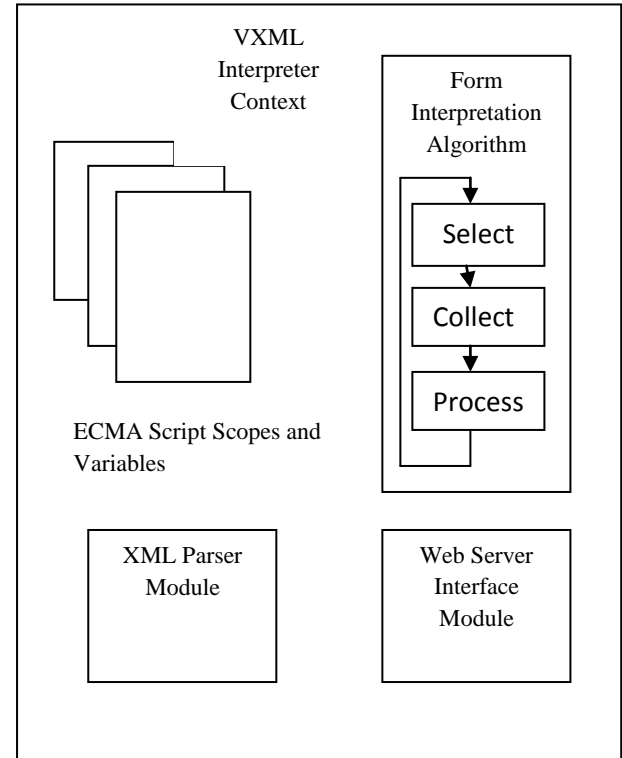 VXML
Interpreter
Context
Form
Interpretation
Algorithm
Select
Collect
Process
ECMA Script Scopes and
Variables
XML Parser
Module
Web Server
Interface
Module